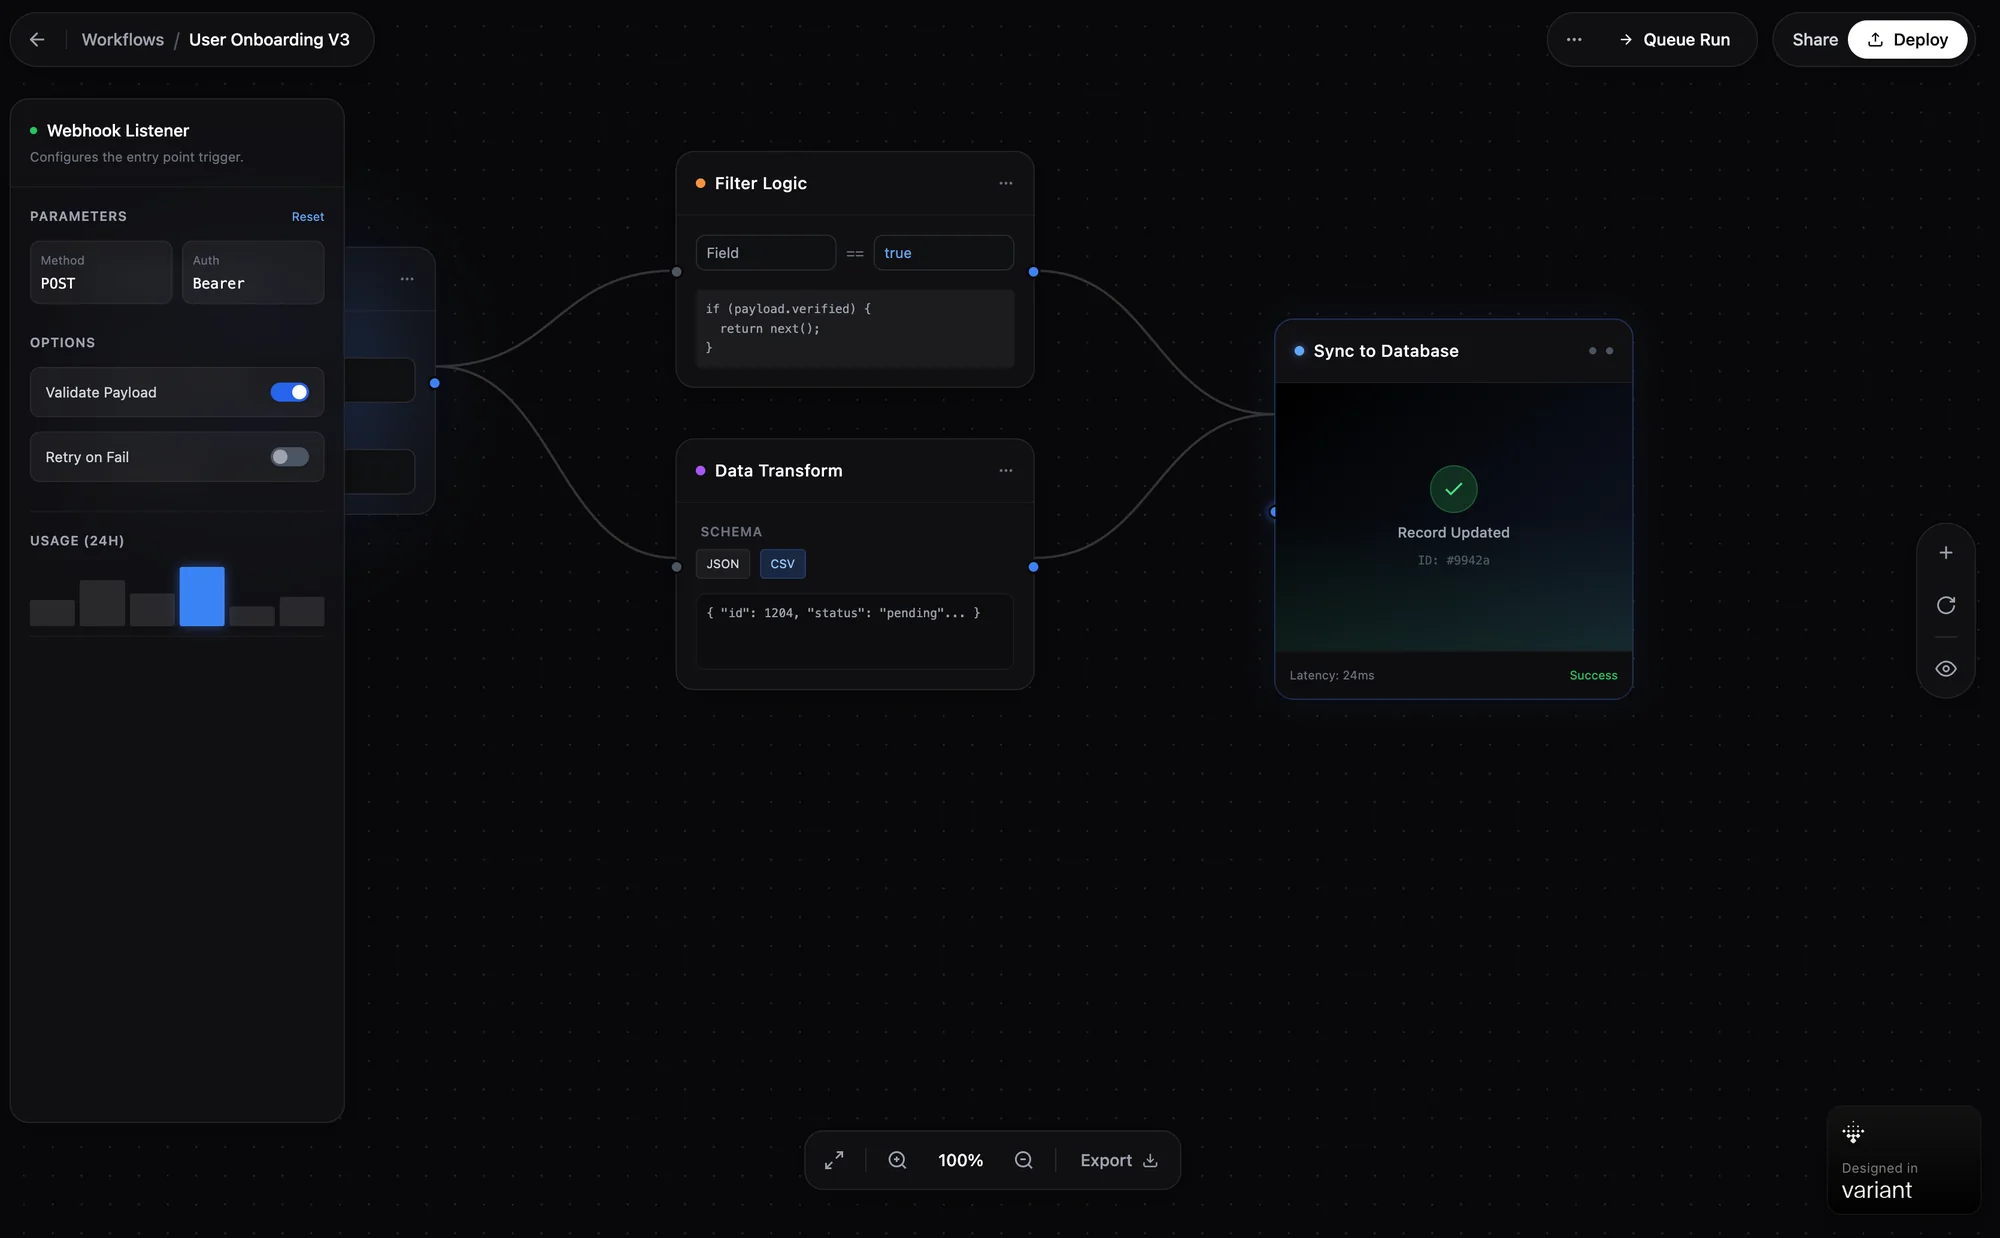 Workflows / User Onboarding V3
Queue Run
Share
Deploy
Webhook Listener
Configures the entry point trigger.
PARAMETERS
Reset
Method
POST
Auth
Bearer
OPTIONS
Validate Payload
Retry on Fail
USAGE (24H)
Filter Logic
Field
==
true
if (payload.verified) {
return next();
}
Data Transform
SCHEMA
JSON
CSV
{ "id": 1204, "status": "pending"... }
Sync to Database
Record Updated
ID: #9942a
Latency: 24ms
Success
100%
Export
Designed in
variant